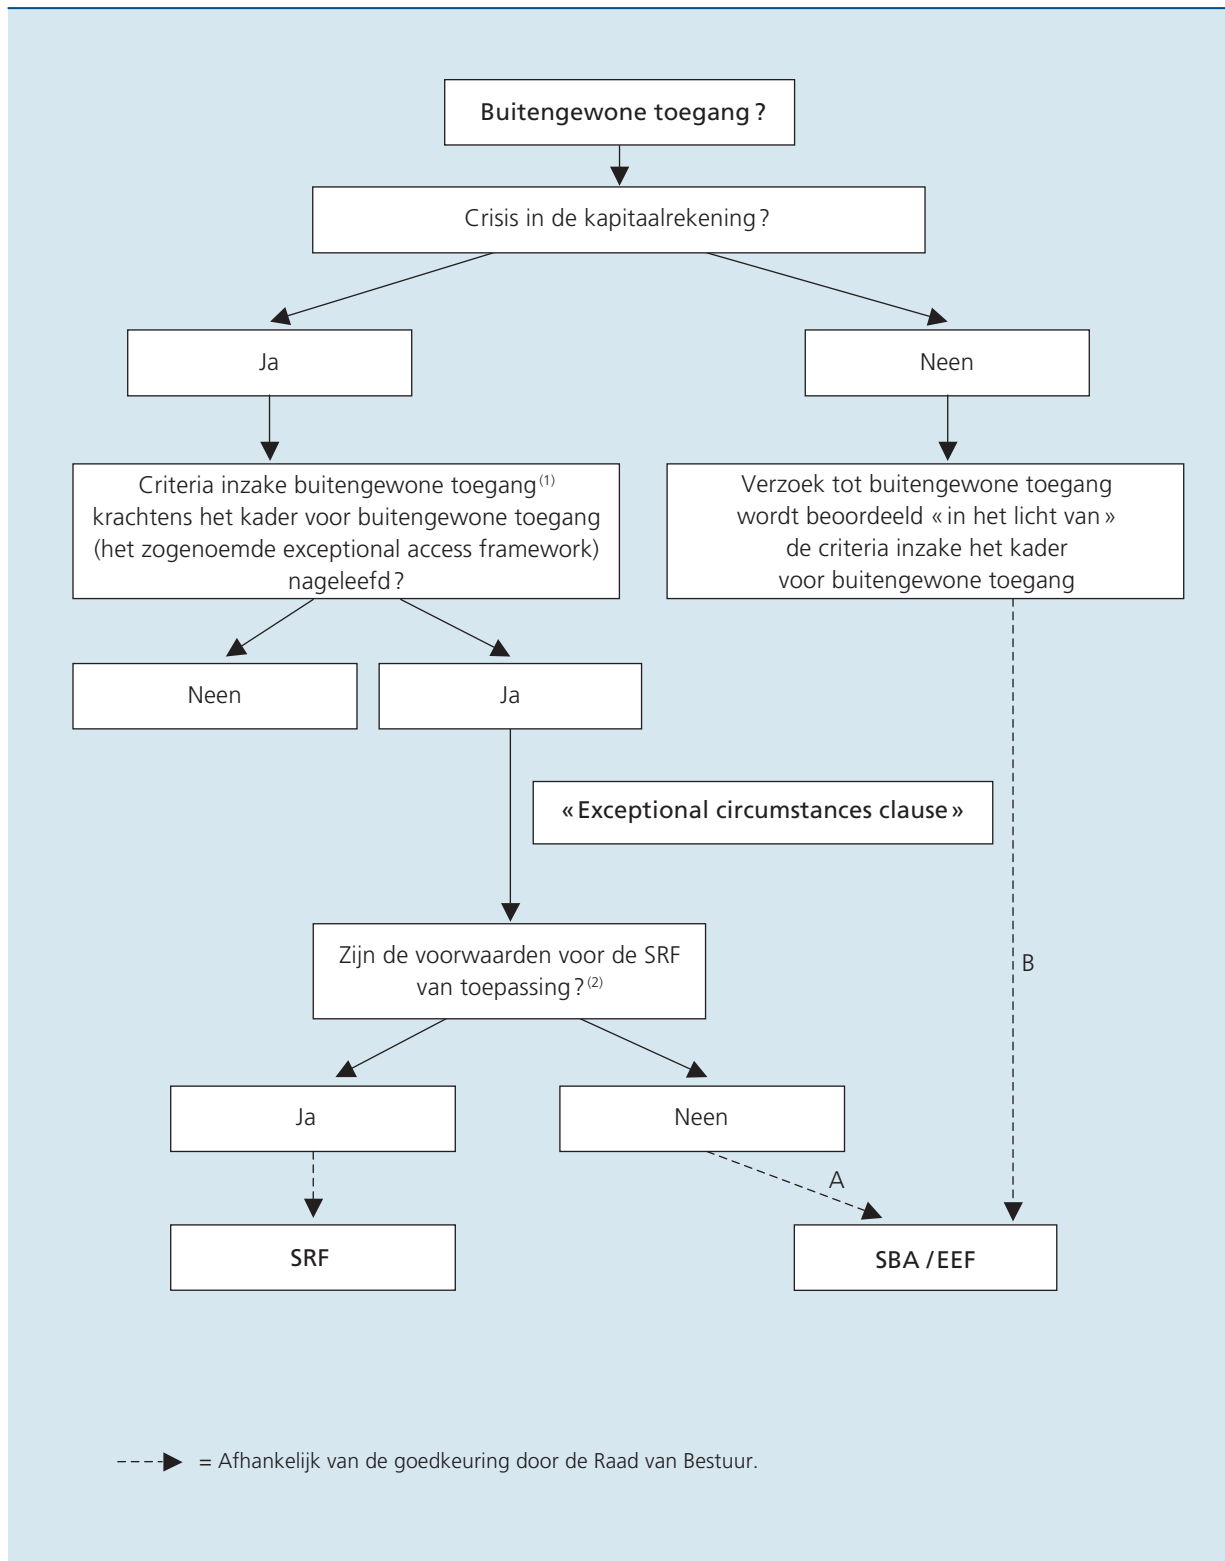 Buitengewone toegang ?
Crisis in de kapitaalrekening ?
Ja
Neen
Criteria inzake buitengewone toegang (1)
krachtens het kader voor buitengewone toegang
(het zogenoemde exceptional access framework)
nageleefd ?
Verzoek tot buitengewone toegang
wordt beoordeeld « in het licht van »
de criteria inzake het kader
voor buitengewone toegang
Neen
Ja
« Exceptional circumstances clause »
Zijn de voorwaarden voor de SRF
van toepassing ? (2)
B
Ja
Neen
A
SRF
SBA / EEF
= Afhankelijk van de goedkeuring door de Raad van Bestuur.